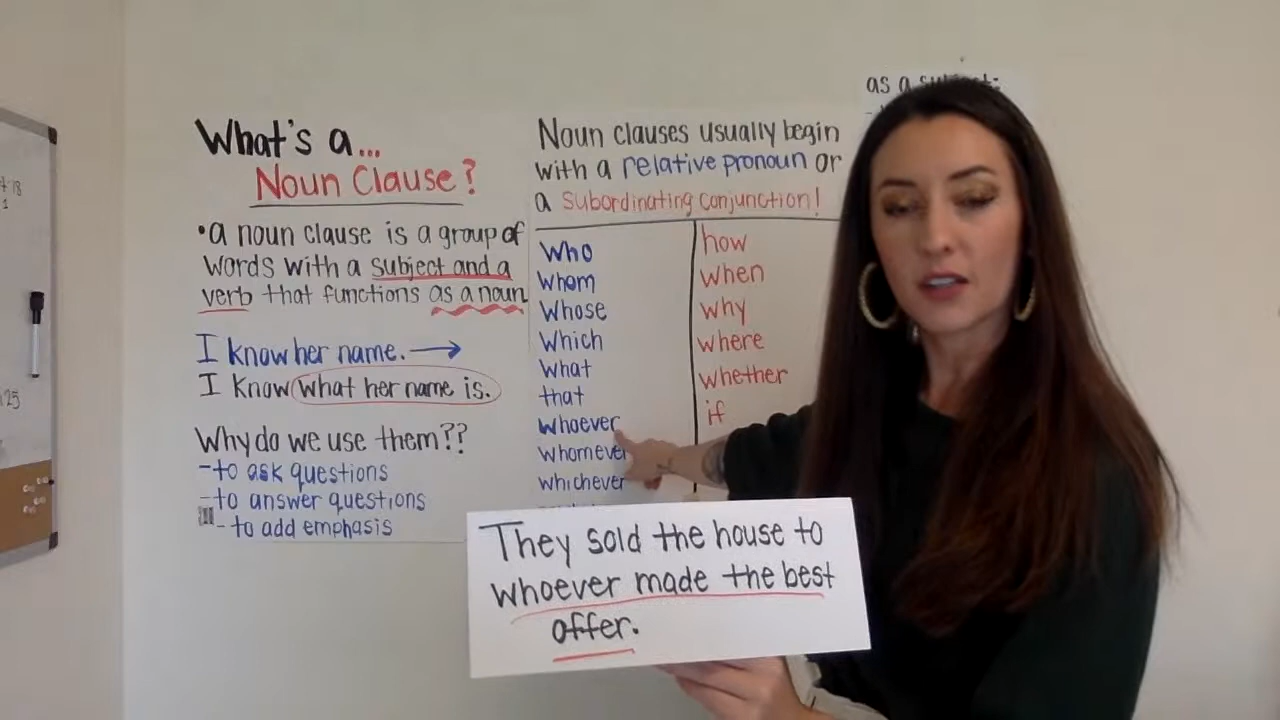 What's a...
Noun Clause?
•a noun clause is a group of
words with a subject and a
verb that functions as a noun
I know her name. →
I know what her name is.
Why do we use them??
-to ask questions
-to answer questions
- to add emphasis
Noun clauses usually begin
with a relative pronoun or
a subordinating conjunction!
who
whom
whose
which
what
that
whoever
whomever
whichever
how
when
why
where
whether
if
as a subject:
They sold the house to
whoever made the best
offer.
25